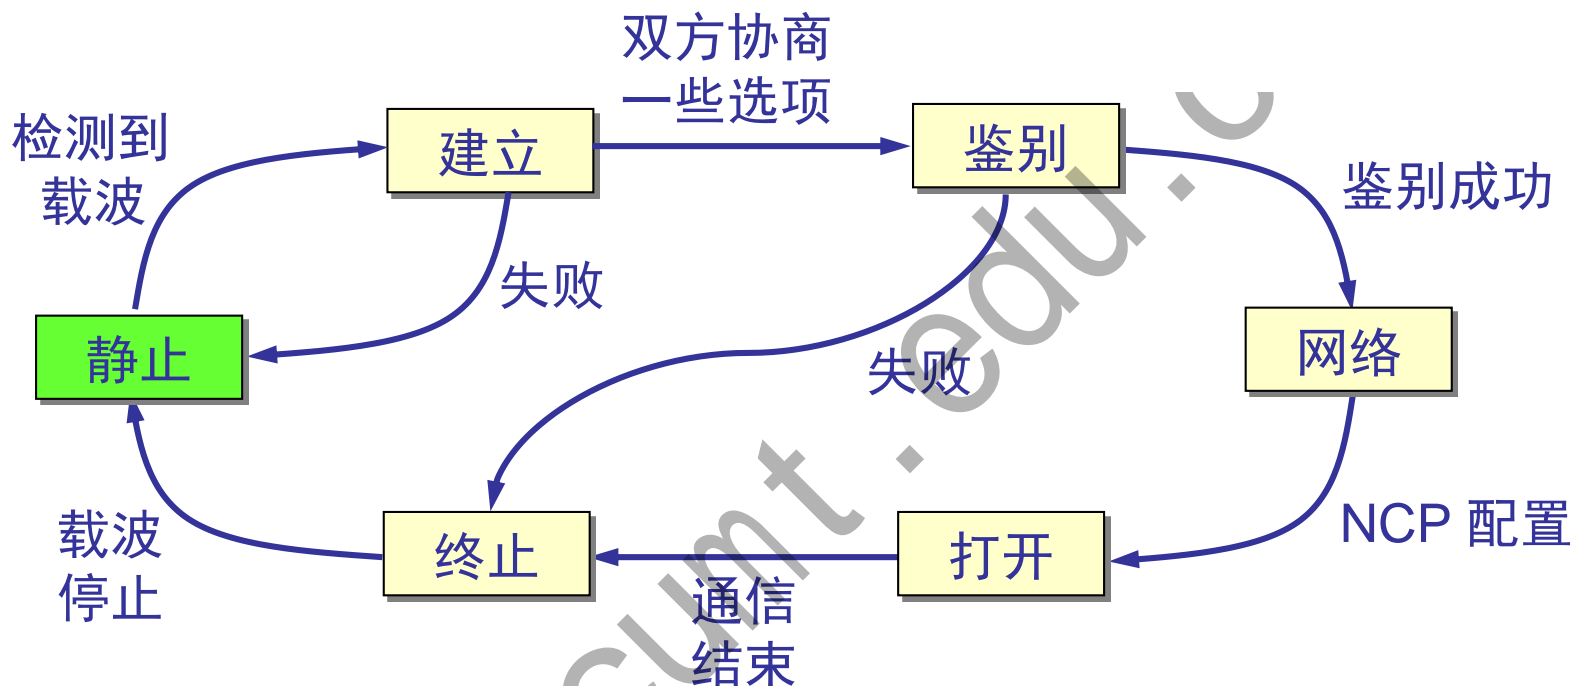 双方协商
一些选项
检测到
载波
建立
鉴别
鉴别成功
失败
静止
失败
网络
载波
停止
终止
打开
NCP 配置
通信
结束
cumt.edu.c